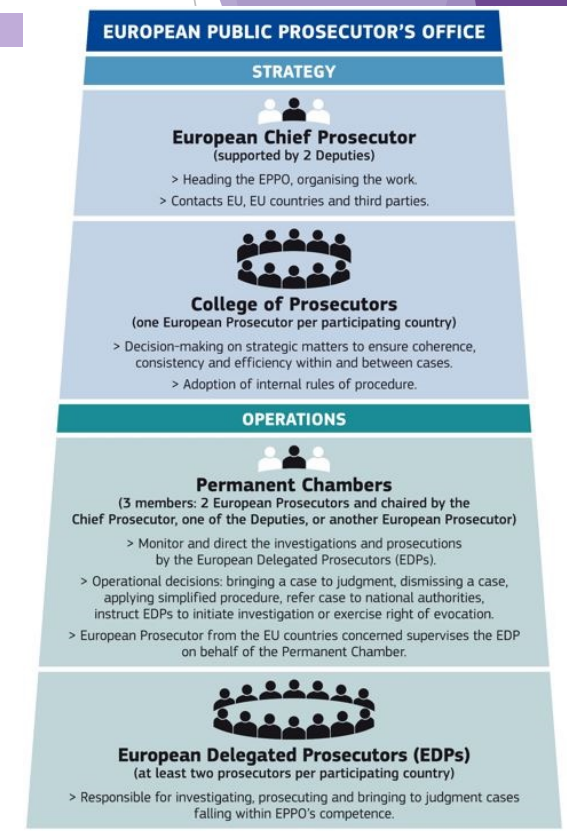 EUROPEAN PUBLIC PROSECUTOR'S OFFICE
STRATEGY
European Chief Prosecutor
(supported by 2 Deputies)
> Heading the EPPO, organising the work.
> Contacts EU, EU countries and third parties.
College of Prosecutors
(one European Prosecutor per participating country)
> Decision-making on strategic matters to ensure coherence,
consistency and efficiency within and between cases.
> Adoption of internal rules of procedure.
OPERATIONS
Permanent Chambers
(3 members: 2 European Prosecutors and chaired by the
Chief Prosecutor, one of the Deputies, or another European Prosecutor)
> Monitor and direct the investigations and prosecutions
by the European Delegated Prosecutors (EDPs).
> Operational decisions: bringing a case to judgment, dismissing a case,
applying simplified procedure, refer case to national authorities,
instruct EDPs to initiate investigation or exercise right of evocation.
> European Prosecutor from the EU countries concerned supervises the EDP
on behalf of the Permanent Chamber.
European Delegated Prosecutors (EDPs)
(at least two prosecutors per participating country)
> Responsible for investigating, prosecuting and bringing to judgment cases
falling within EPPO's competence.